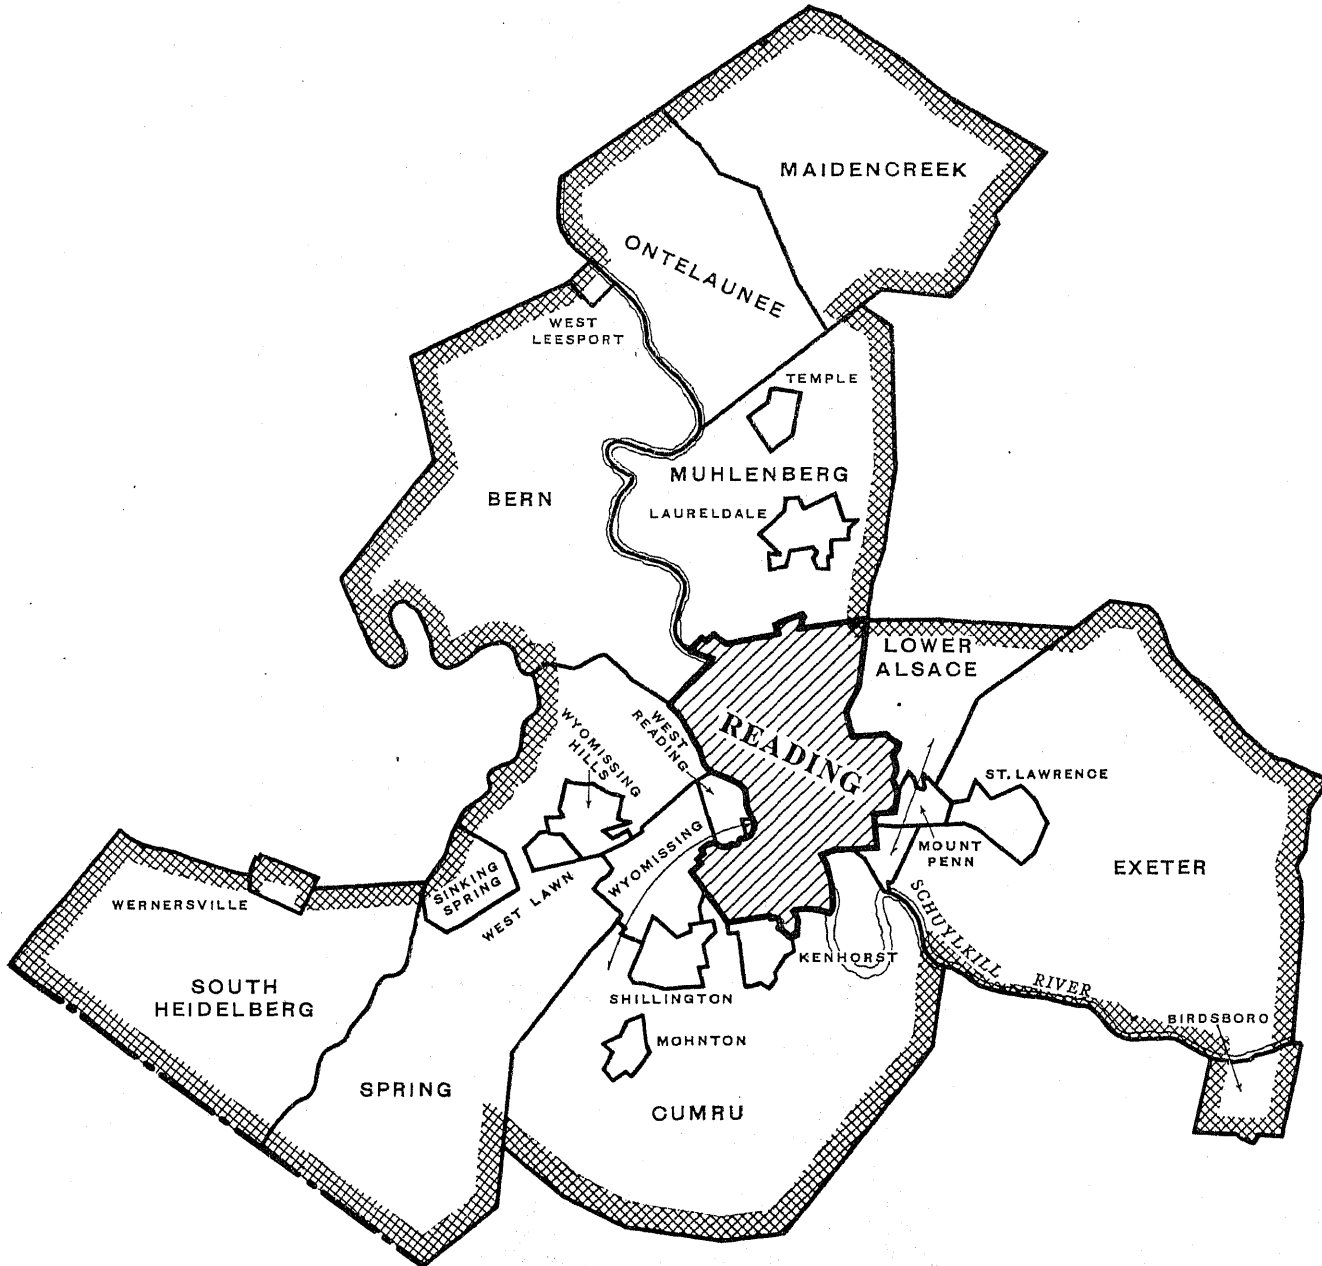 MAIDENCREEK
ONTELAUNEE
WEST
LEESPORT
TEMPLE
MUHLENBERG
BERN
LAURELDALE
LOWER
ALSACE
WEST
READING
READING
WYOMISSING
HILLS
ST. LAWRENCE
MOUNT
PENN
EXETER
WYOMISSING
SINKING
SPRING
WEST LAWN
WERNERSVILLE
SCHUYLKILL
RIVER
KENHORST
SOUTH
HEIDELBERG
SHILLINGTON
BIRDSBORO
MOHNTON
SPRING
CUMRU